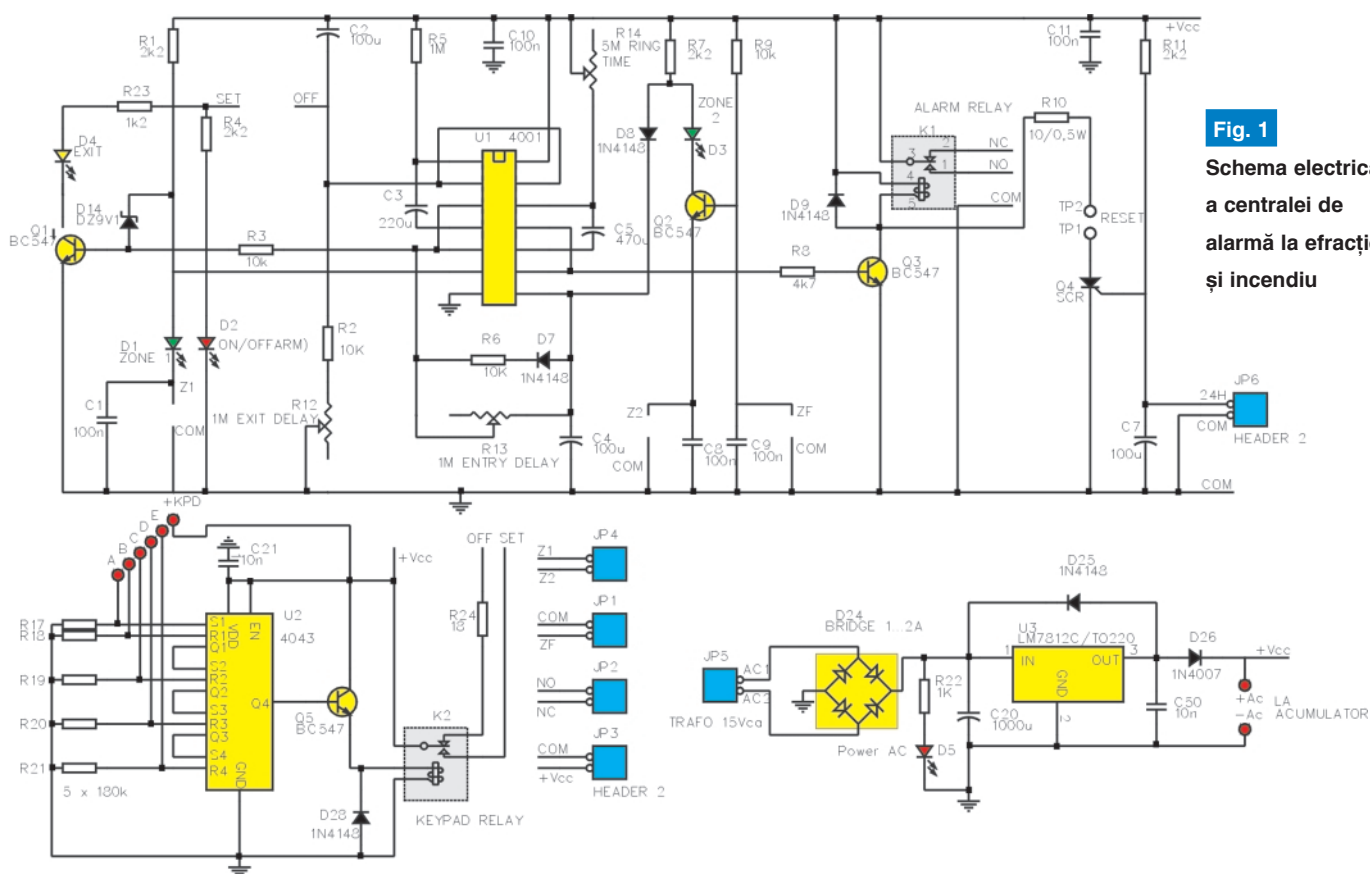 R1
2k2
C2
100u
R5
1M
C10
100n
R14
5M RING
TIME
R7
2k2
R9
10k
C11
100n
+Vcc
R11
2k2
R23
1k2
SET
OFF
R4
2k2
D4
EXIT
U1 4001
D8
1N4148
ZONE
2
D3
ALARM RELAY
K1
3
2
NC
1
NO
4
5
COM
R10
10/0,5W
Fig. 1
Schema electrică
a centralei de
alarmă la efracție
și incendiu
D14
DZ9V1
Q1
BC547
R3
10k
C3
220u
C5
470u
Q2
BC547
D9
1N4148
TP2
TP1
RESET
R8
4k7
Q3
BC547
Q4
SCR
D1
ZONE 1
D2
ON/OFFARM)
R2
10K
R6
10K
D7
1N4148
Z1
C1
100n
COM
R12
1M EXIT DELAY
R13
1M ENTRY DELAY
C4
100u
Z2
COM
C8
100n
C9
100n
ZF
COM
JP6
24H
COM
HEADER 2
C7
100u
COM
+KPD
E
D
C
B
A
C21
10n
+Vcc
OFF SET
R24
18
JP4
Z1
Z2
JP1
COM
ZF
JP2
NO
NC
JP3
COM
+Vcc
HEADER 2
R17
R18
R19
R20
R21
5 x 180k
U2
4043
S1
R1
Q1
S2
R2
Q2
S3
R3
Q3
S4
R4
VDD
EN
Q4
GND
Q5
BC547
K2
D28
1N4148
KEYPAD RELAY
D25
1N4148
D24
BRIDGE 1...2A
JP5
AC1
AC2
TRAFO 15Vca
U3
LM7812C/TO220
1
IN
OUT
3
GND
2
D26
1N4007
+Vcc
R22
1K
C20
1000u
C50
10n
+Ac LA
-Ac ACUMULATOR
Power AC
D5